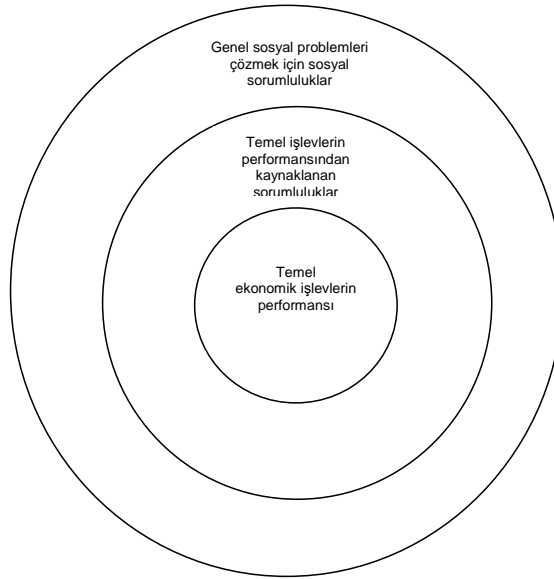 Genel sosyal problemleri
çözmek için sosyal
sorumluluklar
Temel işlevlerin
performansından
kaynaklanan
sorumluluklar
Temel
ekonomik işlevlerin
performansı